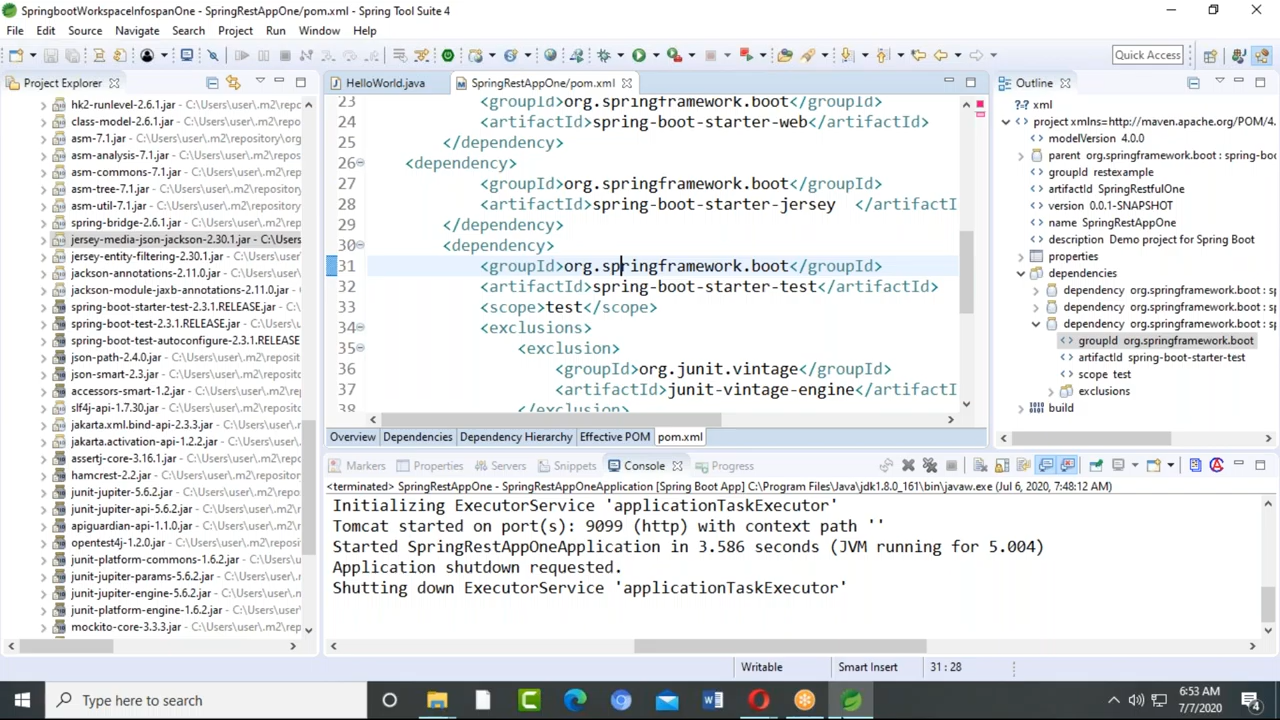 SpringbootWorkspaceInfospanOne - SpringRestAppOne/pom.xml - Spring Tool Suite 4
File Edit Source Navigate Search Project Run Window Help
Quick Access
Project Explorer
hk2-runlevel-2.6.1.jar - C:\Users\user\.m2\repo
class-model-2.6.1.jar - C:\Users\user\.m2\repo
asm-7.1.jar - C:\Users\user\.m2\repository\org
asm-analysis-7.1.jar - C:\Users\user\.m2\repo
asm-commons-7.1.jar - C:\Users\user\.m2\repo
asm-tree-7.1.jar - C:\Users\user\.m2\repository
asm-util-7.1.jar - C:\Users\user\.m2\repository
spring-bridge-2.6.1.jar - C:\Users\user\.m2\rep
jersey-media-json-jackson-2.30.1.jar - C:\Users
jersey-entity-filtering-2.30.1.jar - C:\Users\user
jackson-annotations-2.11.0.jar - C:\Users\user\
jackson-module-jaxb-annotations-2.11.0.jar - C
spring-boot-starter-test-2.3.1.RELEASE.jar - C:\
spring-boot-test-2.3.1.RELEASE.jar - C:\Users\u
spring-boot-test-autoconfigure-2.3.1.RELEASE
json-path-2.4.0.jar - C:\Users\user\.m2\reposito
json-smart-2.3.jar - C:\Users\user\.m2\reposito
accessors-smart-1.2.jar - C:\Users\user\.m2\rep
slf4j-api-1.7.30.jar - C:\Users\user\.m2\reposito
jakarta.xml.bind-api-2.3.3.jar - C:\Users\user\.n
jakarta.activation-api-1.2.2.jar - C:\Users\user\
assertj-core-3.16.1.jar - C:\Users\user\.m2\rep
hamcrest-2.2.jar - C:\Users\user\.m2\repositor
junit-jupiter-5.6.2.jar - C:\Users\user\.m2\repo
junit-jupiter-api-5.6.2.jar - C:\Users\user\.m2\
apiguardian-api-1.1.0.jar - C:\Users\user\.m2\r
opentest4j-1.2.0.jar - C:\Users\user\.m2\repos
junit-platform-commons-1.6.2.jar - C:\Users\us
junit-jupiter-params-5.6.2.jar - C:\Users\user\.n
junit-jupiter-engine-5.6.2.jar - C:\Users\user\.n
junit-platform-engine-1.6.2.jar - C:\Users\user\
mockito-core-3.3.3.jar - C:\Users\user\.m2\rep
HelloWorld.java SpringRestAppOne/pom.xml
23 <groupId>org.springframework.boot</groupId>
24 <artifactId>spring-boot-starter-web</artifactId>
25 </dependency>
26 <dependency>
27 <groupId>org.springframework.boot</groupId>
28 <artifactId>spring-boot-starter-jersey </artifactI
29 </dependency>
30 <dependency>
31 <groupId>org.springframework.boot</groupId>
32 <artifactId>spring-boot-starter-test</artifactId>
33 <scope>test</scope>
34 <exclusions>
35 <exclusion>
36 <groupId>org.junit.vintage</groupId>
37 <artifactId>junit-vintage-engine</artifactI
38 </exclusion>
Overview Dependencies Dependency Hierarchy Effective POM pom.xml
Outline
xml
project xmlns=http://maven.apache.org/POM/4.
modelVersion 4.0.0
parent org.springframework.boot : spring-bo
groupId restexample
artifactId SpringRestfulOne
version 0.0.1-SNAPSHOT
name SpringRestAppOne
description Demo project for Spring Boot
properties
dependencies
dependency org.springframework.boot : sp
dependency org.springframework.boot : sp
dependency org.springframework.boot : sp
groupId org.springframework.boot
artifactId spring-boot-starter-test
scope test
exclusions
build
Markers Properties Servers Snippets Console Progress
<terminated> SpringRestAppOne - SpringRestAppOneApplication [Spring Boot App] C:\Program Files\Java\jdk1.8.0_161\bin\javaw.exe (Jul 6, 2020, 7:48:12 AM)
Initializing ExecutorService 'applicationTaskExecutor'
Tomcat started on port(s): 9099 (http) with context path ''
Started SpringRestAppOneApplication in 3.586 seconds (JVM running for 5.004)
Application shutdown requested.
Shutting down ExecutorService 'applicationTaskExecutor'
Writable Smart Insert 31 : 28
Type here to search
6:53 AM
7/7/2020
4